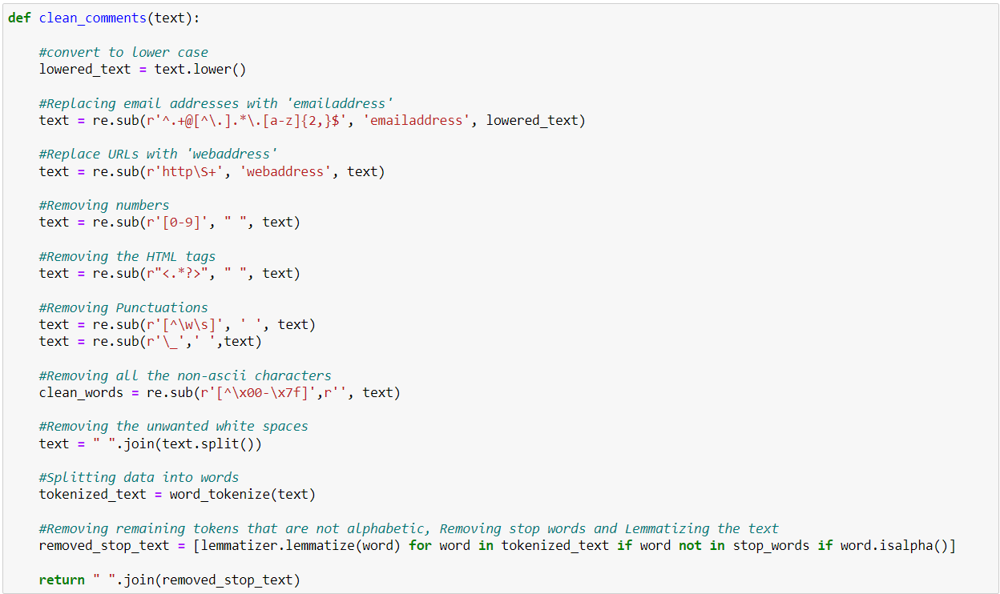 def clean_comments(text):
#convert to lower case
lowered_text = text.lower()
#Replacing email addresses with 'emailaddress'
text = re.sub(r'^.+@[^\.].*\.[a-z]{2,}$', 'emailaddress', lowered_text)
#Replace URLs with 'webaddress'
text = re.sub(r'http\S+', 'webaddress', text)
#Removing numbers
text = re.sub(r'[0-9]', " ", text)
#Removing the HTML tags
text = re.sub(r"<.*?>", " ", text)
#Removing Punctuations
text = re.sub(r'[^\w\s]', ' ', text)
text = re.sub(r'\_',' ',text)
#Removing all the non-ascii characters
clean_words = re.sub(r'[^\x00-\x7f]',r'', text)
#Removing the unwanted white spaces
text = " ".join(text.split())
#Splitting data into words
tokenized_text = word_tokenize(text)
#Removing remaining tokens that are not alphabetic, Removing stop words and Lemmatizing the text
removed_stop_text = [lemmatizer.lemmatize(word) for word in tokenized_text if word not in stop_words if word.isalpha()]
return " ".join(removed_stop_text)